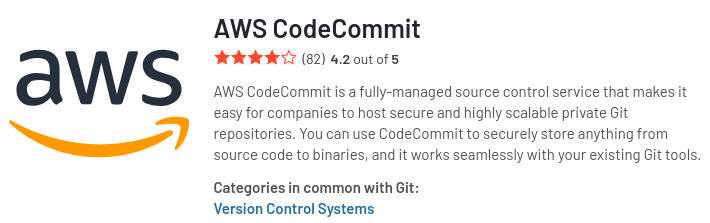 aws
AWS CodeCommit
(82) 4.2 out of 5
AWS CodeCommit is a fully-managed source control service that makes it
easy for companies to host secure and highly scalable private Git
repositories. You can use CodeCommit to securely store anything from
source code to binaries, and it works seamlessly with your existing Git tools.
Categories in common with Git:
Version Control Systems